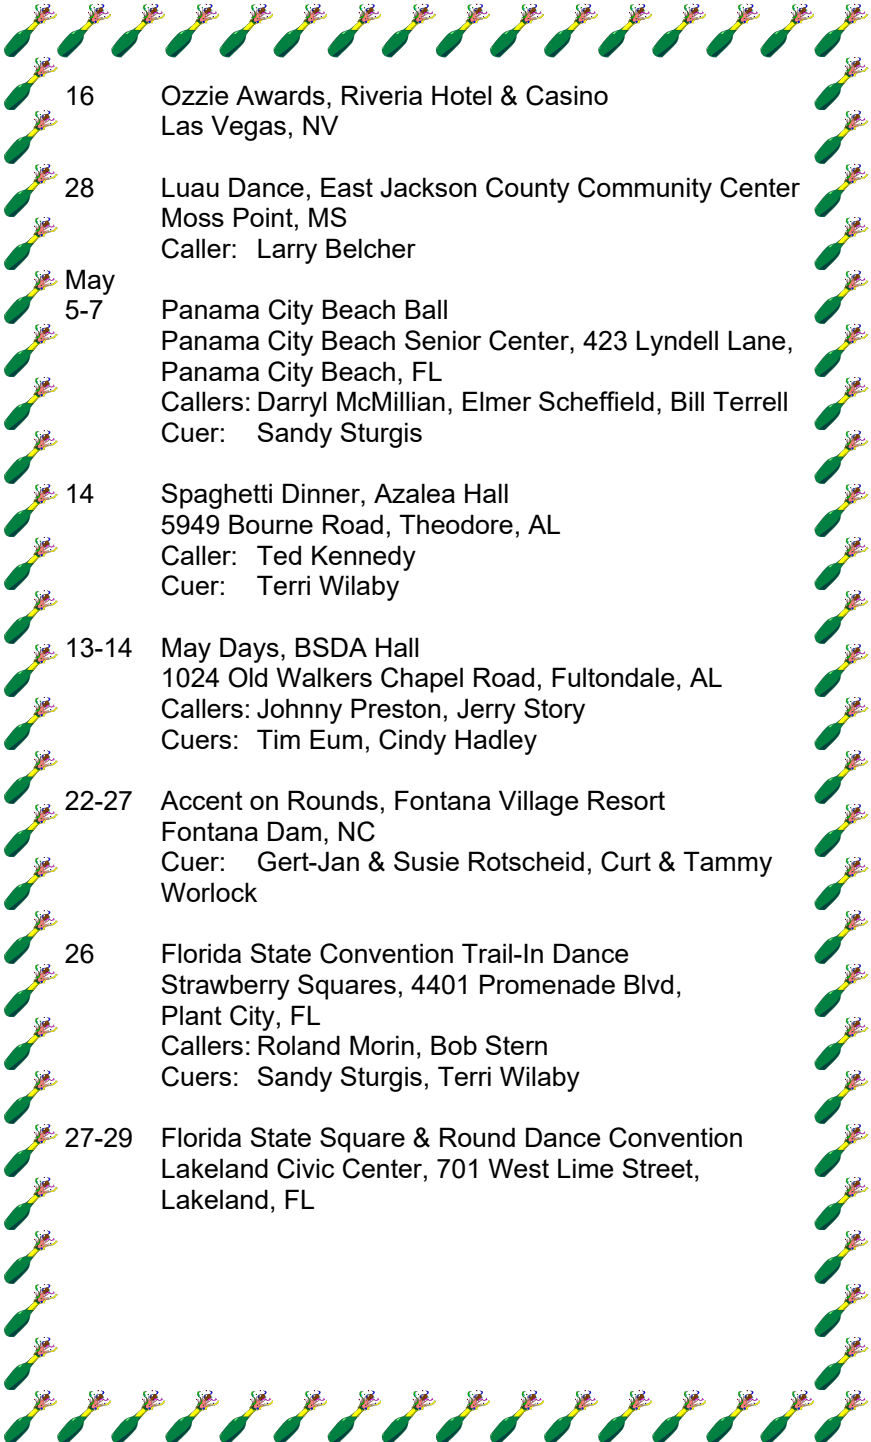 16 Ozzie Awards, Riveria Hotel & Casino
Las Vegas, NV
28 Luau Dance, East Jackson County Community Center
Moss Point, MS
Caller: Larry Belcher
May
5-7 Panama City Beach Ball
Panama City Beach Senior Center, 423 Lyndell Lane,
Panama City Beach, FL
Callers: Darryl McMillian, Elmer Scheffield, Bill Terrell
Cuer: Sandy Sturgis
14 Spaghetti Dinner, Azalea Hall
5949 Bourne Road, Theodore, AL
Caller: Ted Kennedy
Cuer: Terri Wilaby
13-14 May Days, BSDA Hall
1024 Old Walkers Chapel Road, Fultondale, AL
Callers: Johnny Preston, Jerry Story
Cuers: Tim Eum, Cindy Hadley
22-27 Accent on Rounds, Fontana Village Resort
Fontana Dam, NC
Cuer: Gert-Jan & Susie Rotscheid, Curt & Tammy
Worlock
26 Florida State Convention Trail-In Dance
Strawberry Squares, 4401 Promenade Blvd,
Plant City, FL
Callers: Roland Morin, Bob Stern
Cuers: Sandy Sturgis, Terri Wilaby
27-29 Florida State Square & Round Dance Convention
Lakeland Civic Center, 701 West Lime Street,
Lakeland, FL